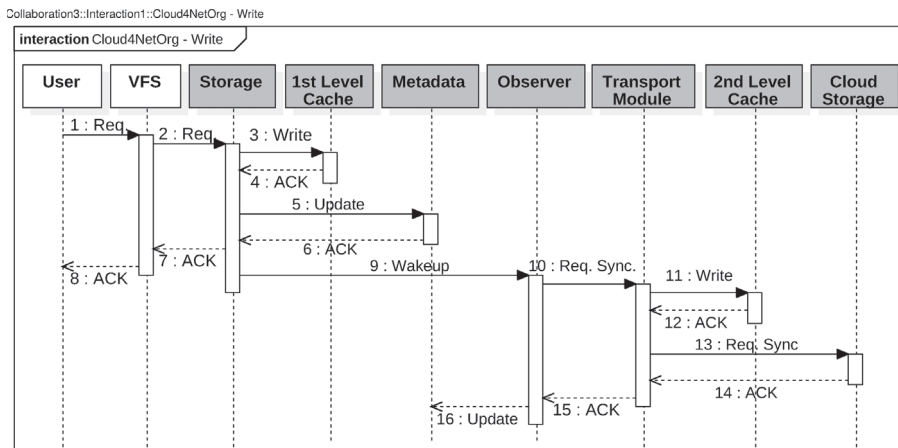 Collaboration3::Interaction1::Cloud4NetOrg - Write
interaction Cloud4NetOrg - Write
User
VFS
Storage
1st Level
Cache
Metadata
Observer
Transport
Module
2nd Level
Cache
Cloud
Storage
1 : Req
2 : Req
3 : Write
4 : ACK
5 : Update
6 : ACK
7 : ACK
8 : ACK
9 : Wakeup
10 : Req. Sync.
11 : Write
12 : ACK
13 : Req. Sync
14 : ACK
15 : ACK
16 : Update